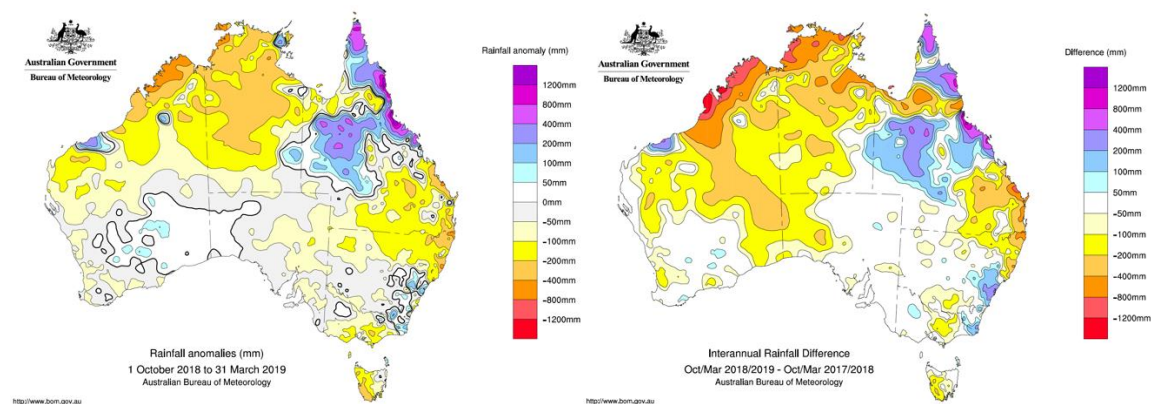 Australian Government
Bureau of Meteorology
Rainfall anomaly (mm)
1200mm
800mm
400mm
200mm
100mm
50mm
0mm
-50mm
-100mm
-200mm
-400mm
-800mm
-1200mm
Rainfall anomalies (mm)
1 October 2018 to 31 March 2019
Australian Bureau of Meteorology
http://www.bom.gov.au
Australian Government
Bureau of Meteorology
Difference (mm)
1200mm
800mm
400mm
200mm
100mm
50mm
-50mm
-100mm
-200mm
-400mm
-800mm
-1200mm
Interannual Rainfall Difference
Oct/Mar 2018/2019 - Oct/Mar 2017/2018
Australian Bureau of Meteorology
http://www.bom.gov.au